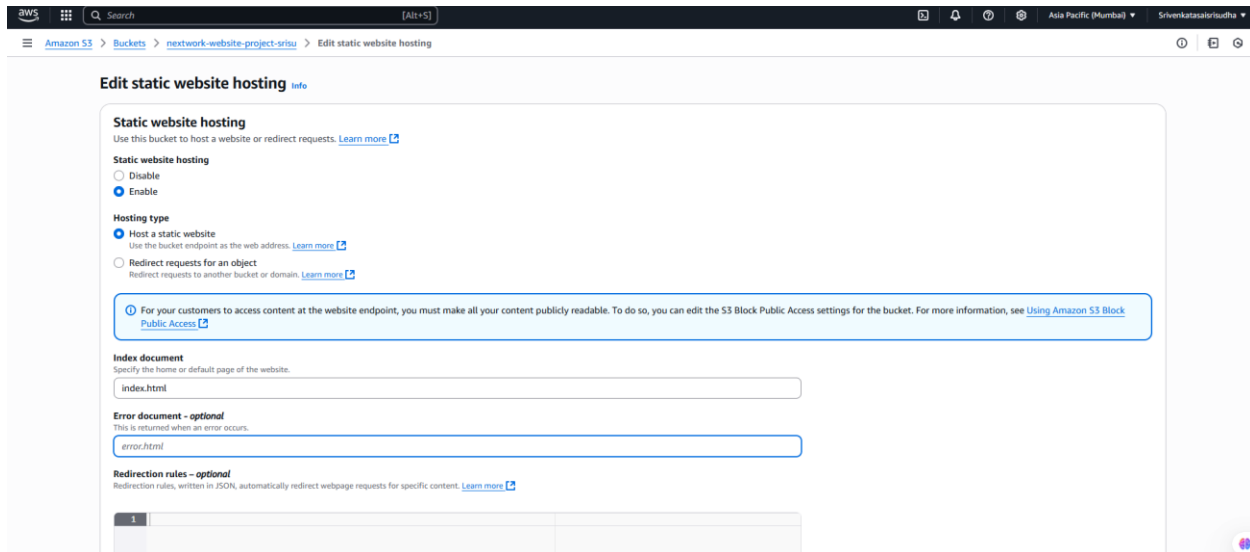 aws
Search [Alt+S] Asia Pacific (Mumbai) Srivenkatasaisrisudha
Amazon S3 > Buckets > nextwork-website-project-srisu > Edit static website hosting
Edit static website hosting Info
Static website hosting
Use this bucket to host a website or redirect requests. Learn more
Static website hosting
Disable
Enable
Hosting type
Host a static website
Use the bucket endpoint as the web address. Learn more
Redirect requests for an object
Redirect requests to another bucket or domain. Learn more
For your customers to access content at the website endpoint, you must make all your content publicly readable. To do so, you can edit the S3 Block Public Access settings for the bucket. For more information, see Using Amazon S3 Block
Public Access
Index document
Specify the home or default page of the website.
index.html
Error document – optional
This is returned when an error occurs.
error.html
Redirection rules – optional
Redirection rules, written in JSON, automatically redirect webpage requests for specific content. Learn more
1